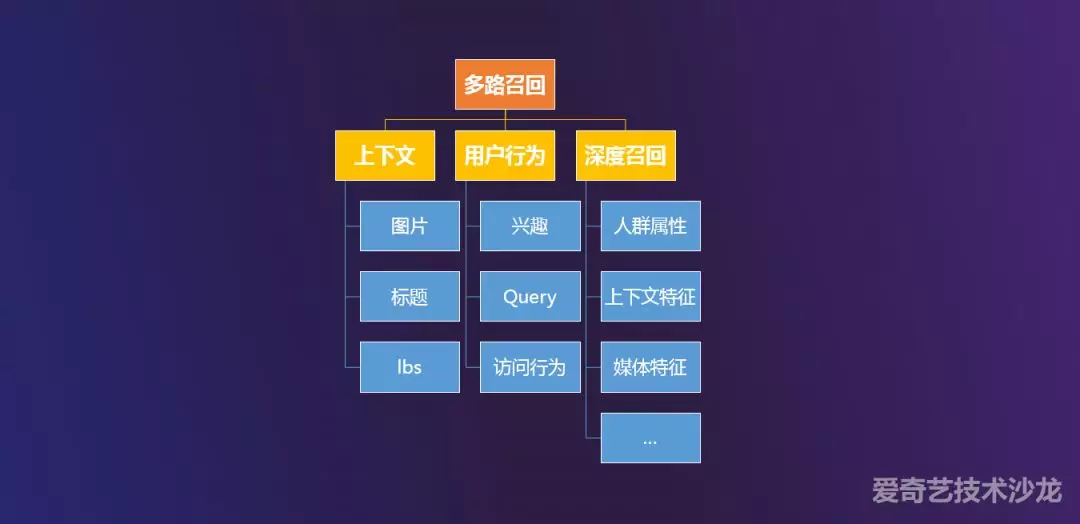 多路召回
上下文
用户行为
深度召回
图片
兴趣
人群属性
标题
Query
上下文特征
lbs
访问行为
媒体特征
...
爱奇艺技术沙龙